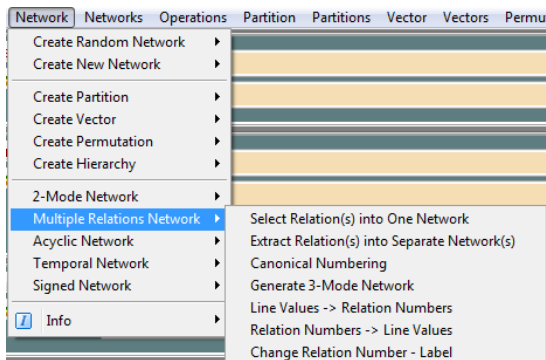 Network Networks Operations Partition Partitions Vector Vectors
Create Random Network
Create New Network
Create Partition
Create Vector
Create Permutation
Create Hierarchy
2-Mode Network
Multiple Relations Network
Acyclic Network
Temporal Network
Signed Network
Info
Select Relation(s) into One Network
Extract Relation(s) into Separate Network(s)
Canonical Numbering
Generate 3-Mode Network
Line Values -> Relation Numbers
Relation Numbers -> Line Values
Change Relation Number - Label